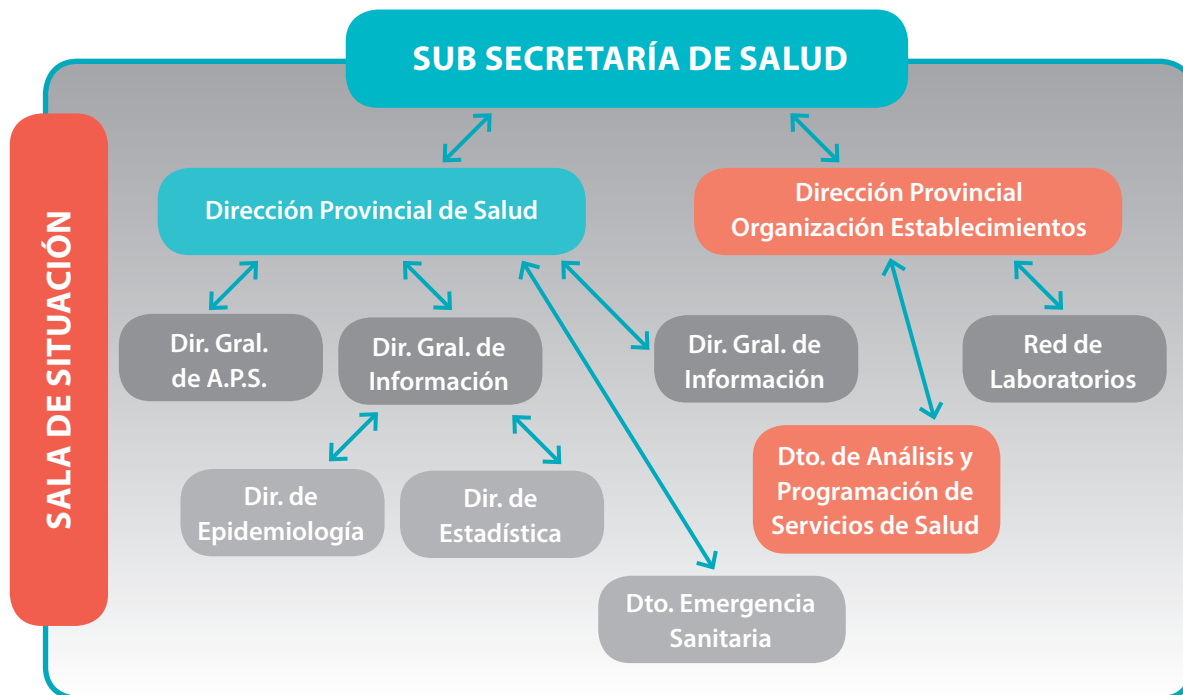 SUB SECRETARÍA DE SALUD
SALA DE SITUACIÓN
Dirección Provincial de Salud
Dirección Provincial
Organización Establecimientos
Dir. Gral.
de A.P.S.
Dir. Gral. de
Información
Dir. Gral. de
Información
Red de
Laboratorios
Dir. de
Epidemiología
Dir. de
Estadística
Dto. de Análisis y
Programación de
Servicios de Salud
Dto. Emergencia
Sanitaria